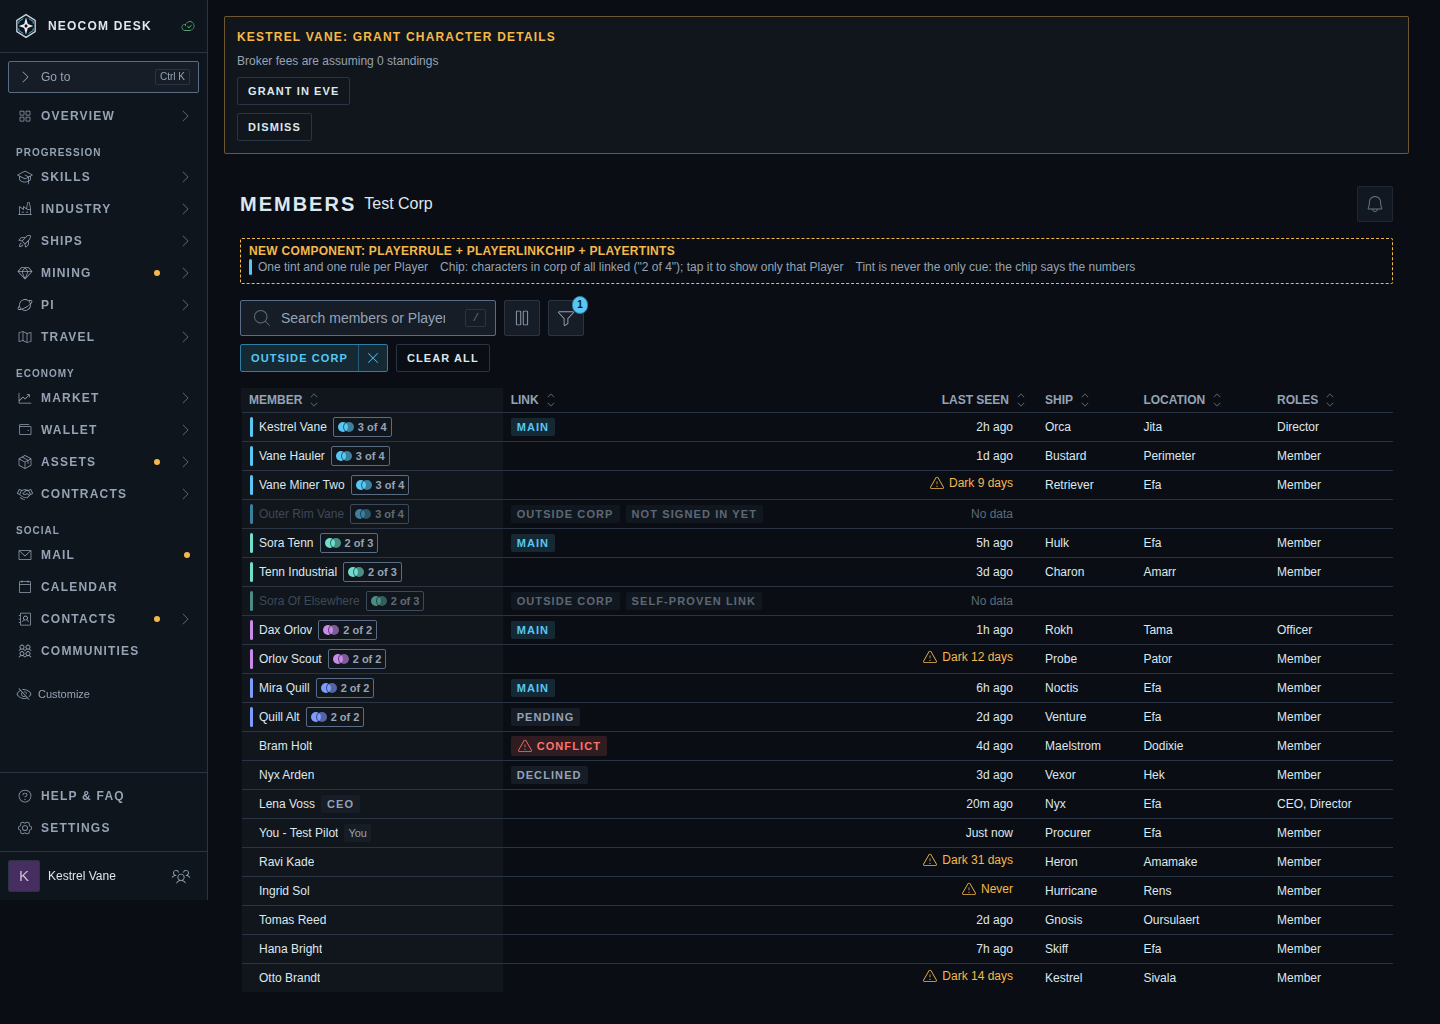 NEOCOM DESK
Go to Ctrl K
OVERVIEW
PROGRESSION
SKILLS
INDUSTRY
SHIPS
MINING
PI
TRAVEL
ECONOMY
MARKET
WALLET
ASSETS
CONTRACTS
SOCIAL
MAIL
CALENDAR
CONTACTS
COMMUNITIES
Customize
HELP & FAQ
SETTINGS
K Kestrel Vane
KESTREL VANE: GRANT CHARACTER DETAILS
Broker fees are assuming 0 standings
GRANT IN EVE
DISMISS
MEMBERS Test Corp
NEW COMPONENT: PLAYERRULE + PLAYERLINKCHIP + PLAYERTINTS
One tint and one rule per Player Chip: characters in corp of all linked ("2 of 4"); tap it to show only that Player Tint is never the only cue: the chip says the numbers
Search members or Player / 1
OUTSIDE CORP CLEAR ALL
MEMBER LINK LAST SEEN SHIP LOCATION ROLES
Kestrel Vane 3 of 4 MAIN 2h ago Orca Jita Director
Vane Hauler 3 of 4 1d ago Bustard Perimeter Member
Vane Miner Two 3 of 4 Dark 9 days Retriever Efa Member
Outer Rim Vane 3 of 4 OUTSIDE CORP NOT SIGNED IN YET No data
Sora Tenn 2 of 3 MAIN 5h ago Hulk Efa Member
Tenn Industrial 2 of 3 3d ago Charon Amarr Member
Sora Of Elsewhere 2 of 3 OUTSIDE CORP SELF-PROVEN LINK No data
Dax Orlov 2 of 2 MAIN 1h ago Rokh Tama Officer
Orlov Scout 2 of 2 Dark 12 days Probe Pator Member
Mira Quill 2 of 2 MAIN 6h ago Noctis Efa Member
Quill Alt 2 of 2 PENDING 2d ago Venture Efa Member
Bram Holt CONFLICT 4d ago Maelstrom Dodixie Member
Nyx Arden DECLINED 3d ago Vexor Hek Member
Lena Voss CEO 20m ago Nyx Efa CEO, Director
You - Test Pilot You Just now Procurer Efa Member
Ravi Kade Dark 31 days Heron Amamake Member
Ingrid Sol Never Hurricane Rens Member
Tomas Reed 2d ago Gnosis Oursulaert Member
Hana Bright 7h ago Skiff Efa Member
Otto Brandt Dark 14 days Kestrel Sivala Member